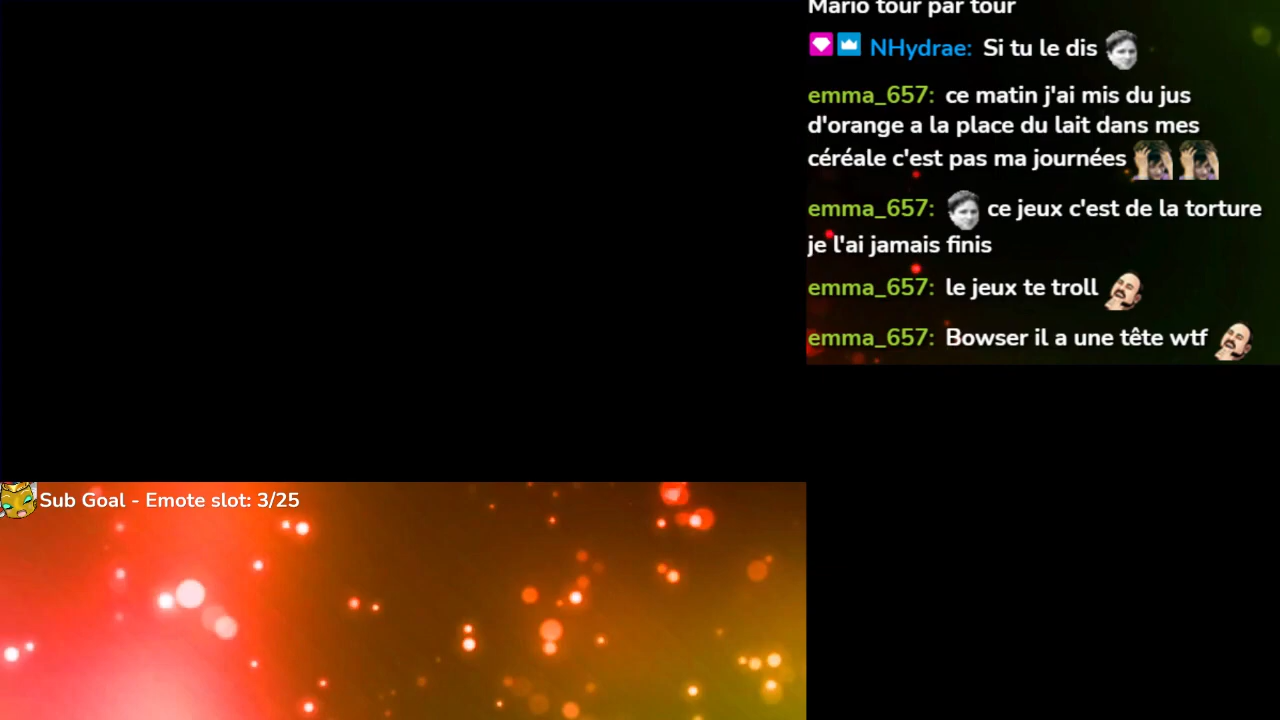 Mario tour par tour
NHydrae: Si tu le dis
emma_657: ce matin j'ai mis du jus
d'orange a la place du lait dans mes
céréale c'est pas ma journées
emma_657: ce jeux c'est de la torture
je l'ai jamais finis
emma_657: le jeux te troll
emma_657: Bowser il a une tête wtf
Sub Goal - Emote slot: 3/25